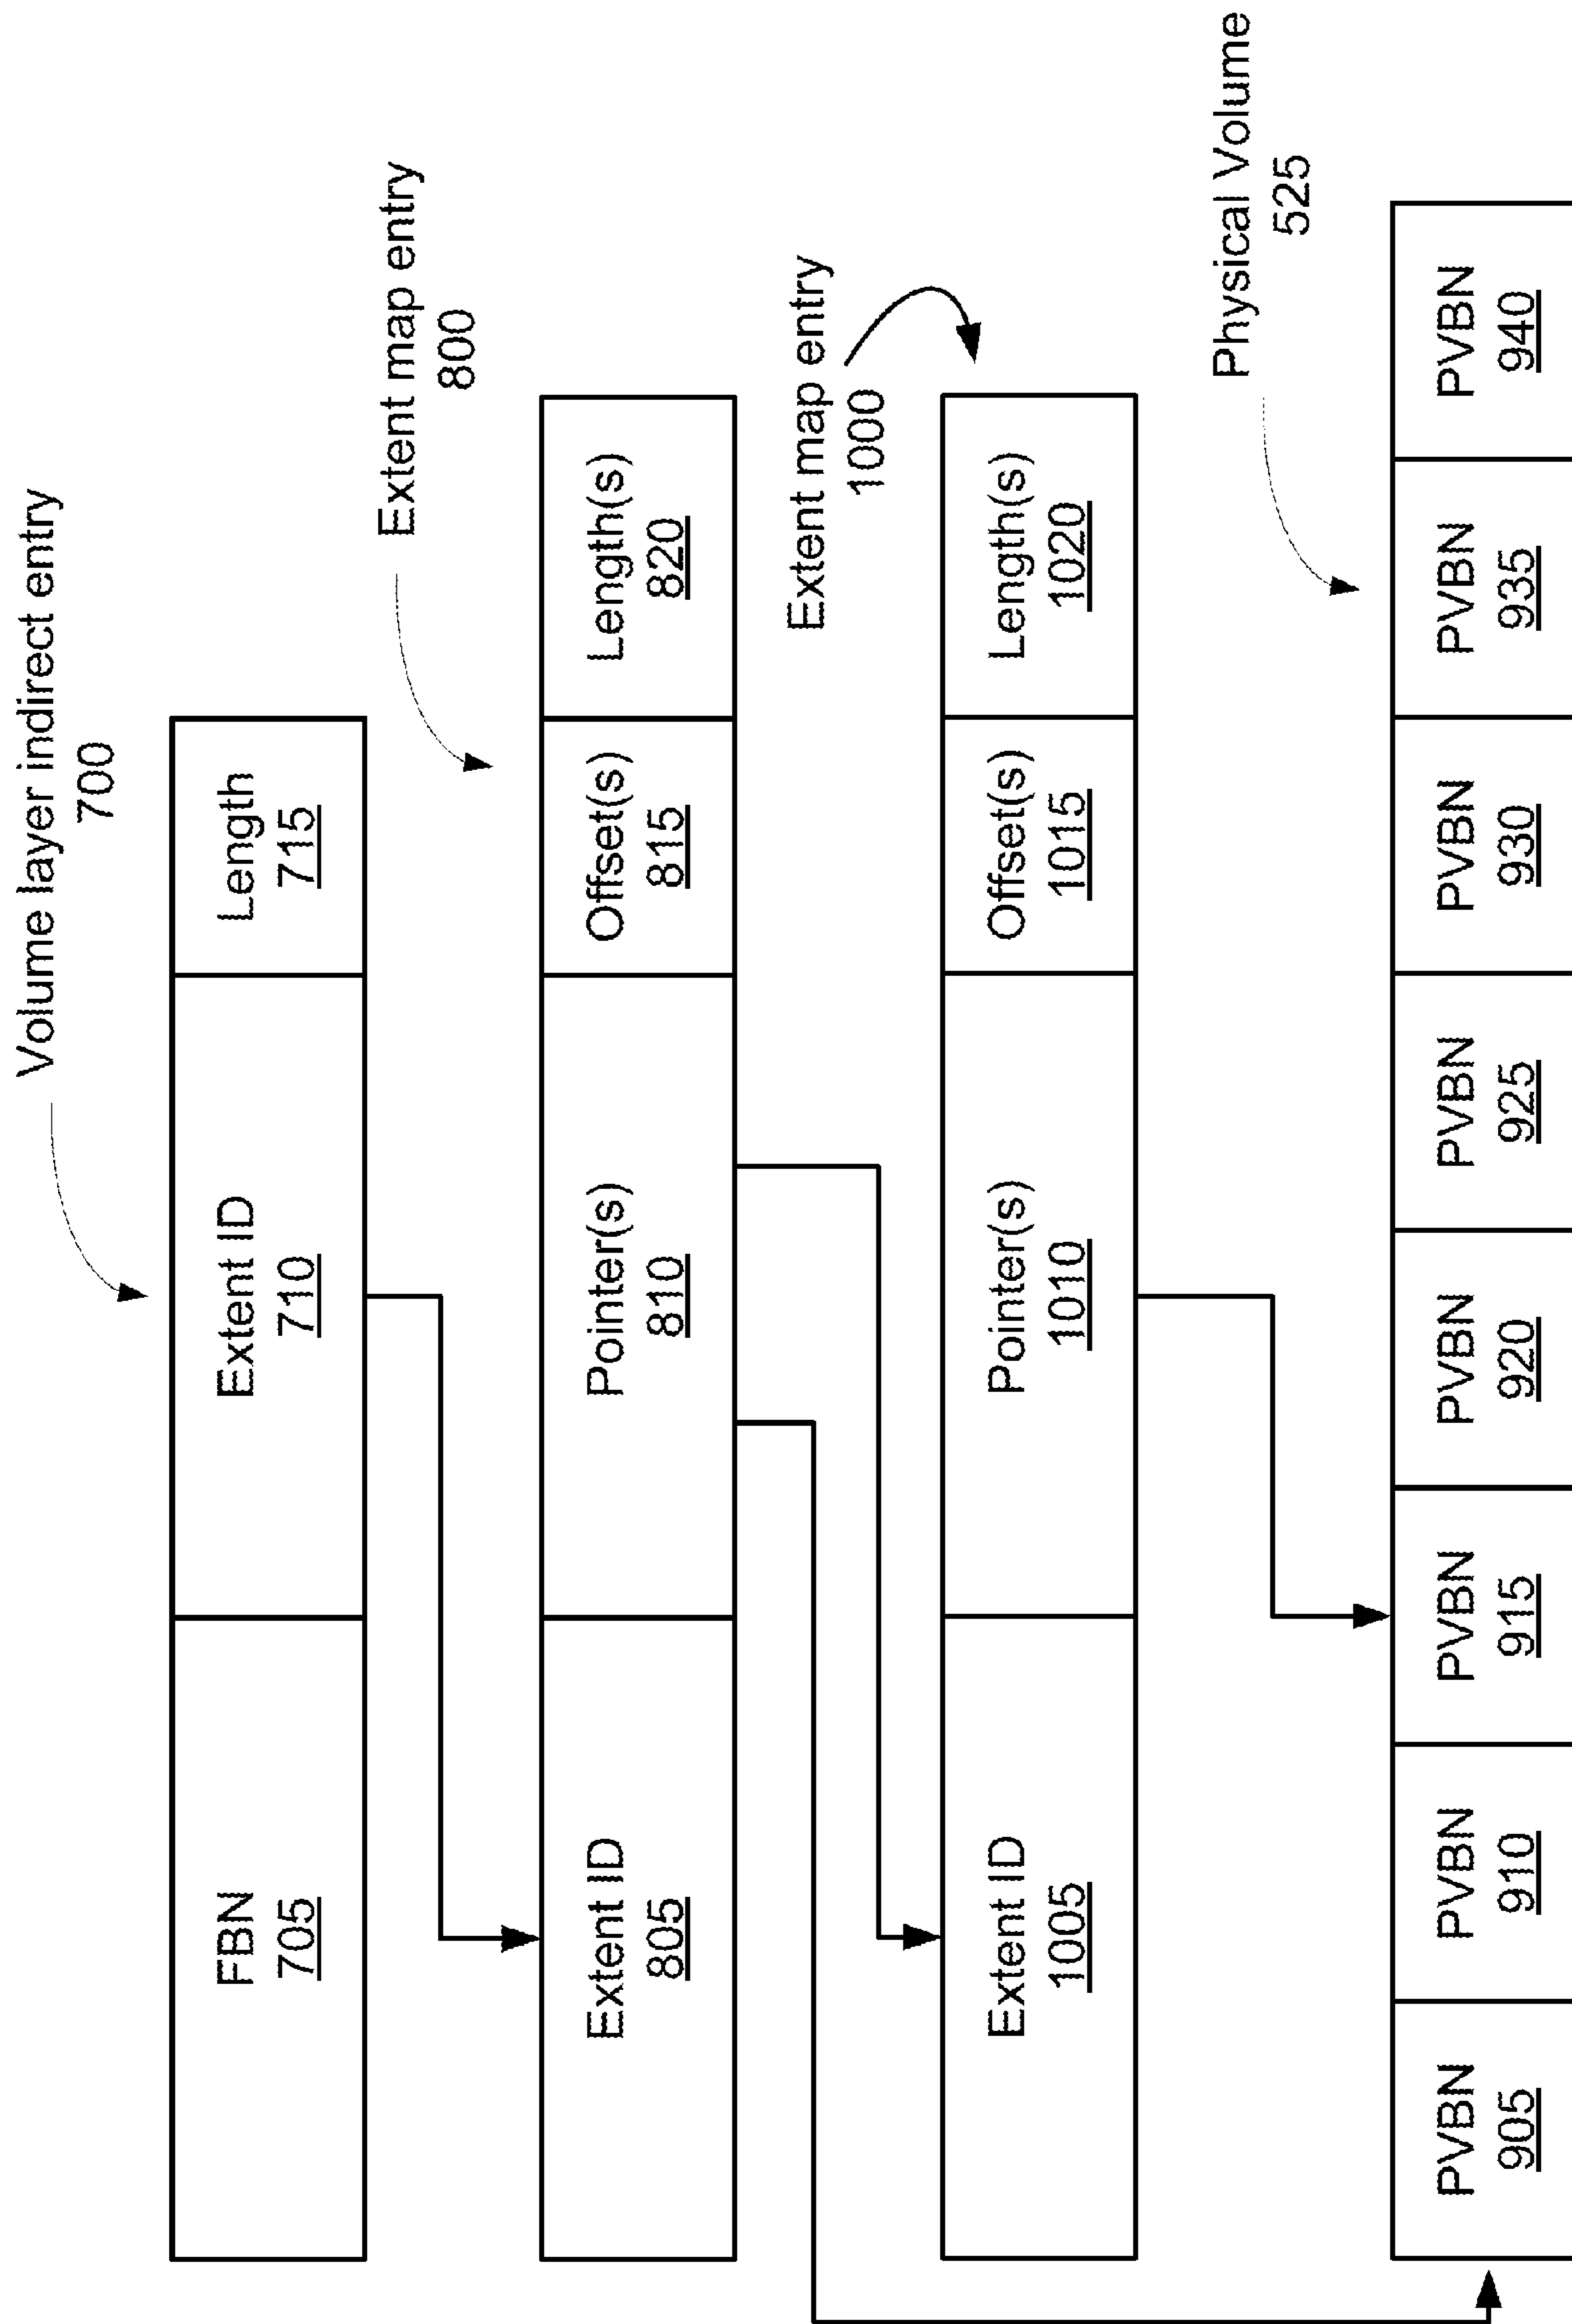 Volume layer indirect entry
700
FBN
705
Extent ID
710
Length
715
Extent map entry
800
Extent ID
805
Pointer(s)
810
Offset(s)
815
Length(s)
820
Extent map entry
1000
Extent ID
1005
Pointer(s)
1010
Offset(s)
1015
Length(s)
1020
Physical Volume
525
PVBN
905
PVBN
910
PVBN
915
PVBN
920
PVBN
925
PVBN
930
PVBN
935
PVBN
940